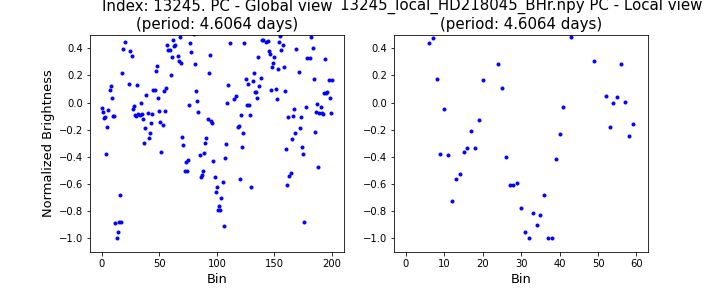 Index: 13245. PC - Global view
(period: 4.6064 days)
13245_local_HD218045_BHr.npy PC - Local view
(period: 4.6064 days)
Normalized Brightness
0.4
0.2
0.0
−0.2
−0.4
−0.6
−0.8
−1.0
0 50 100 150 200
Bin
0.4
0.2
0.0
−0.2
−0.4
−0.6
−0.8
−1.0
0 10 20 30 40 50 60
Bin